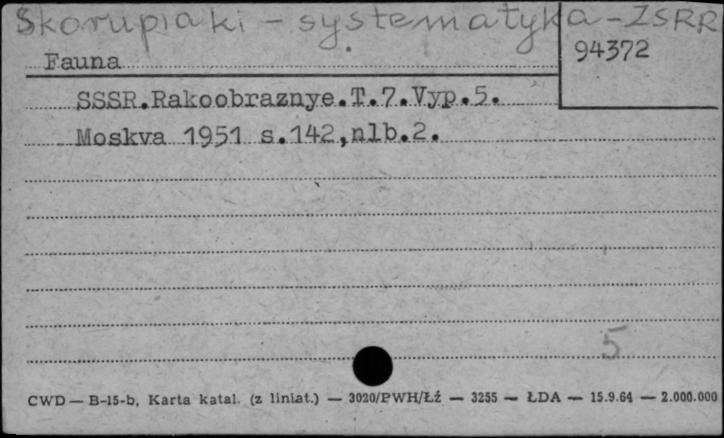 Skorupiaki - systematyka - ZSRR
94372
Fauna
SSSR.Rakoobraznye.T.7.Vyp.5.
Moskva 1951 s.142,nlb.2.
5
CWD — B-15-b, Karta katal. (z liniat.) — 3020/PWH/Łź — 3255 — ŁDA — 15.9.64 — 2.000.000